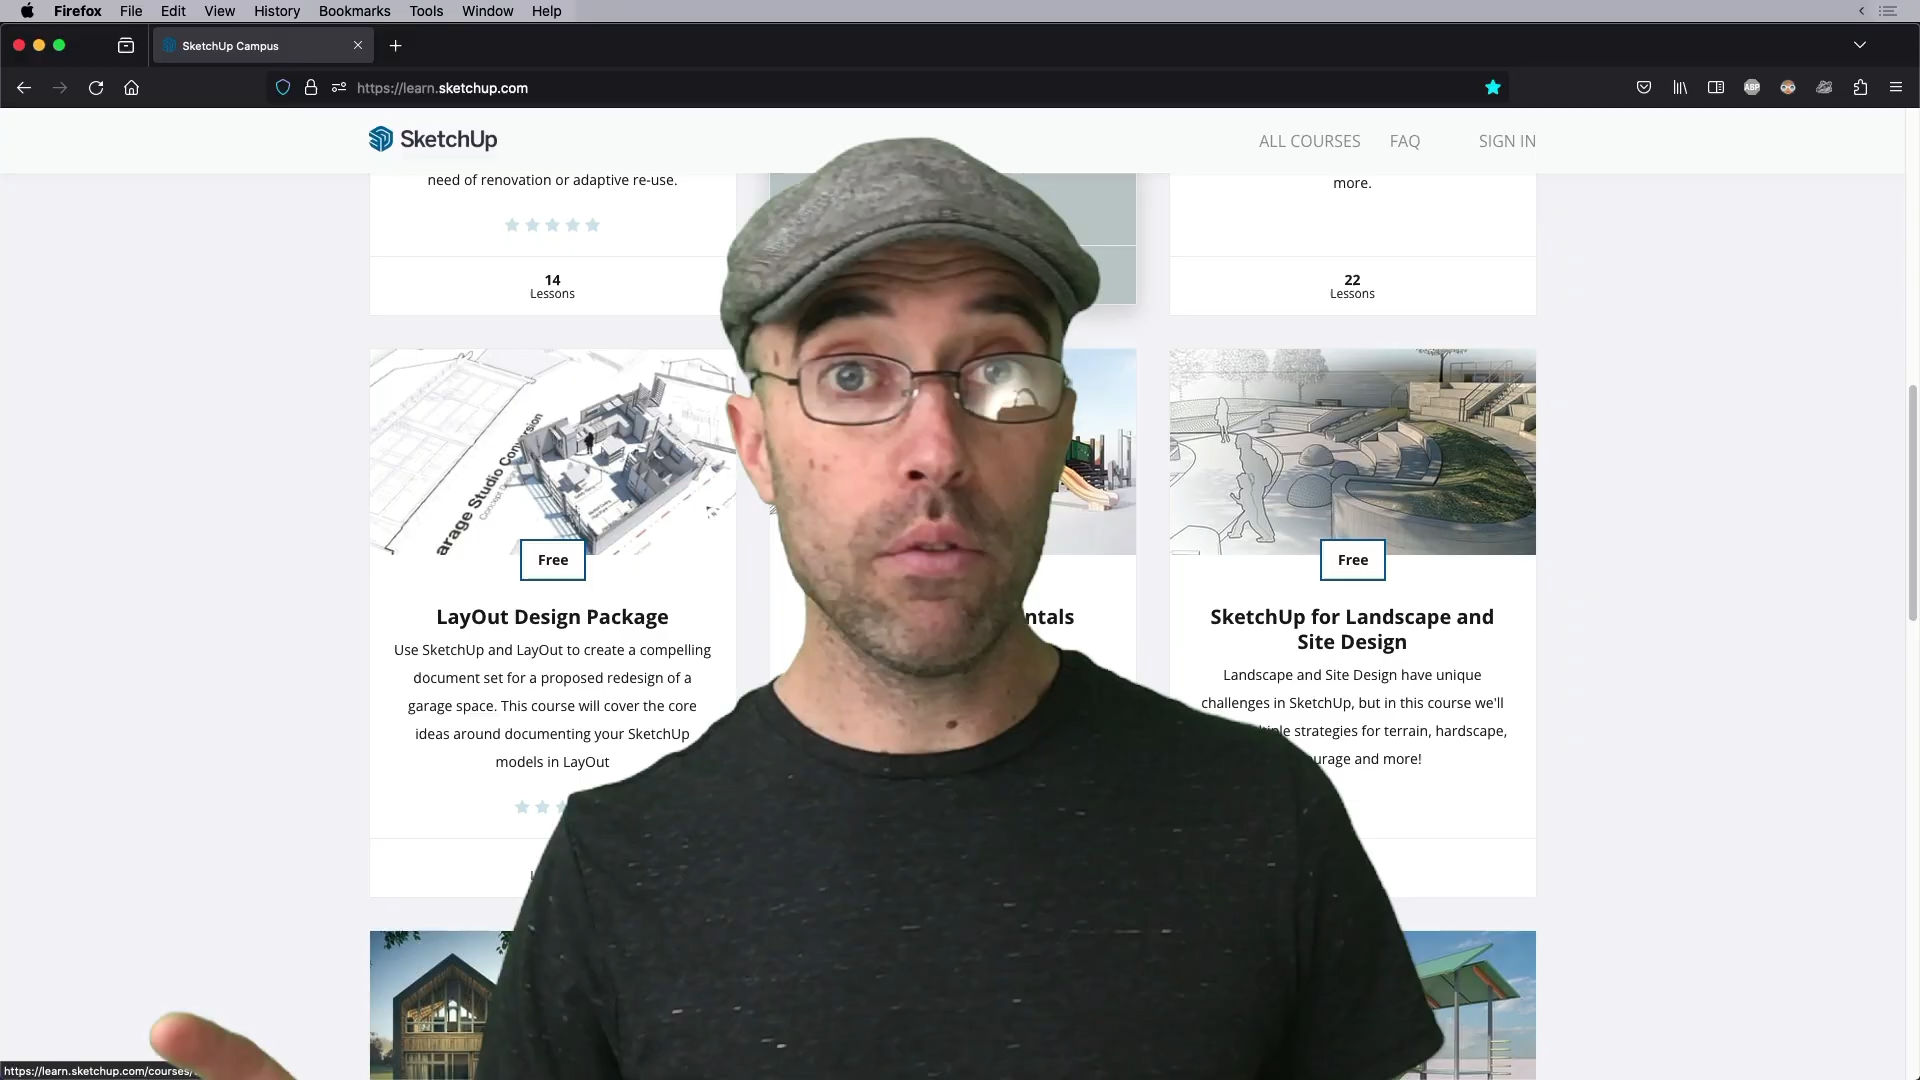 Firefox File Edit View History Bookmarks Tools Window Help
SketchUp Campus
https://learn.sketchup.com
ABP
SketchUp
ALL COURSES FAQ SIGN IN
need of renovation or adaptive re-use.
more.
14
Lessons
22
Lessons
arage Studio Conversion
Free
Free
LayOut Design Package
Use SketchUp and LayOut to create a compelling
document set for a proposed redesign of a
garage space. This course will cover the core
ideas around documenting your SketchUp
models in LayOut
ntals
SketchUp for Landscape and
Site Design
Landscape and Site Design have unique
challenges in SketchUp, but in this course we'll
strategies for terrain, hardscape,
and more!
https://learn.sketchup.com/courses/